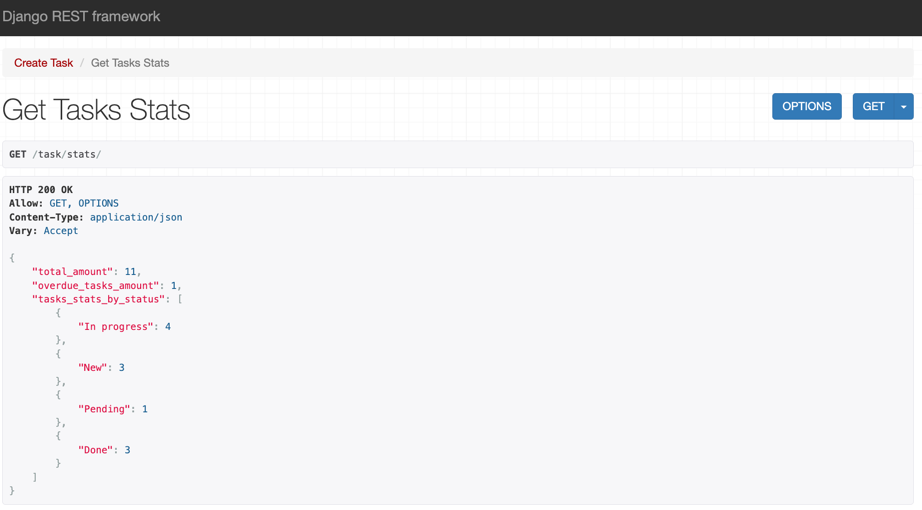 Django REST framework
Create Task / Get Tasks Stats
Get Tasks Stats
OPTIONS
GET
GET /task/stats/
HTTP 200 OK
Allow: GET, OPTIONS
Content-Type: application/json
Vary: Accept
{
    "total_amount": 11,
    "overdue_tasks_amount": 1,
    "tasks_stats_by_status": [
        {
            "In progress": 4
        },
        {
            "New": 3
        },
        {
            "Pending": 1
        },
        {
            "Done": 3
        }
    ]
}